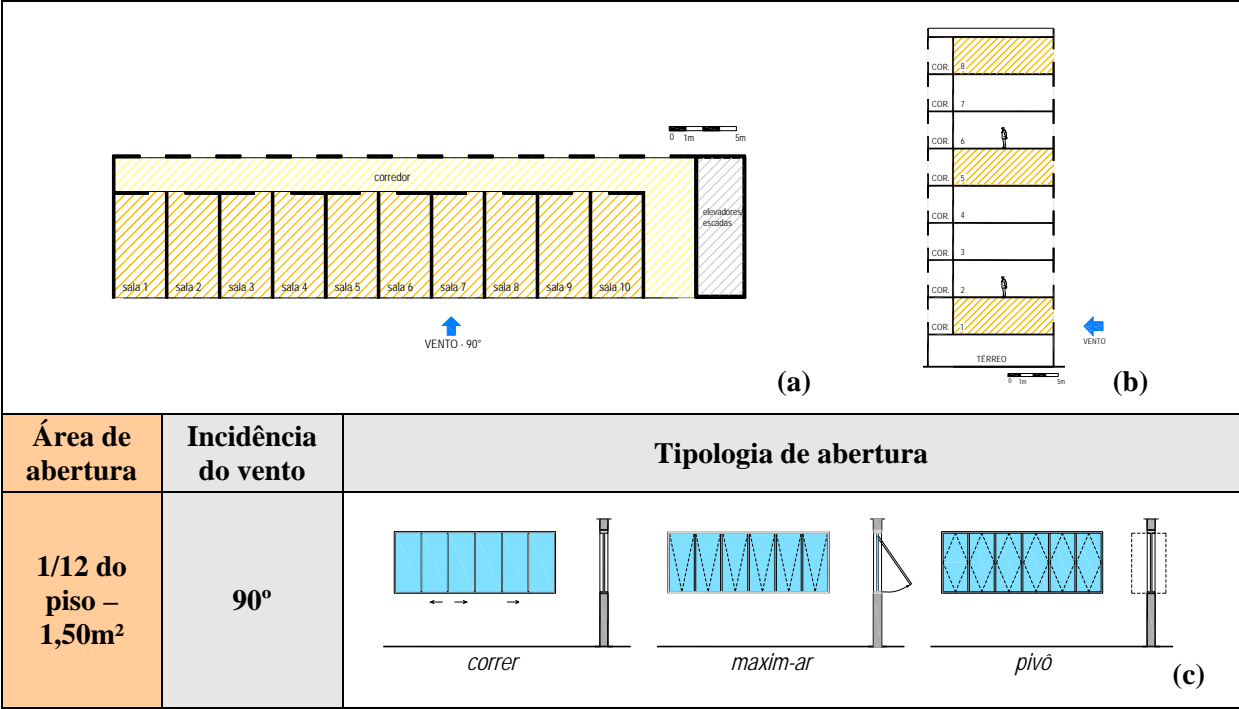 0 1m 5m
corredor
elevadores
escadas
sala 1 sala 2 sala 3 sala 4 sala 5 sala 6 sala 7 sala 8 sala 9 sala 10
VENTO - 90°
(a)
COR. 8
COR. 7
COR. 6
COR. 5
COR. 4
COR. 3
COR. 2
COR. 1
VENTO
TÉRREO
0 1m 5m
(b)
Área de
abertura
Incidência
do vento
Tipologia de abertura
1/12 do
piso –
1,50m²
90º
correr
maxim-ar
pivô
(c)